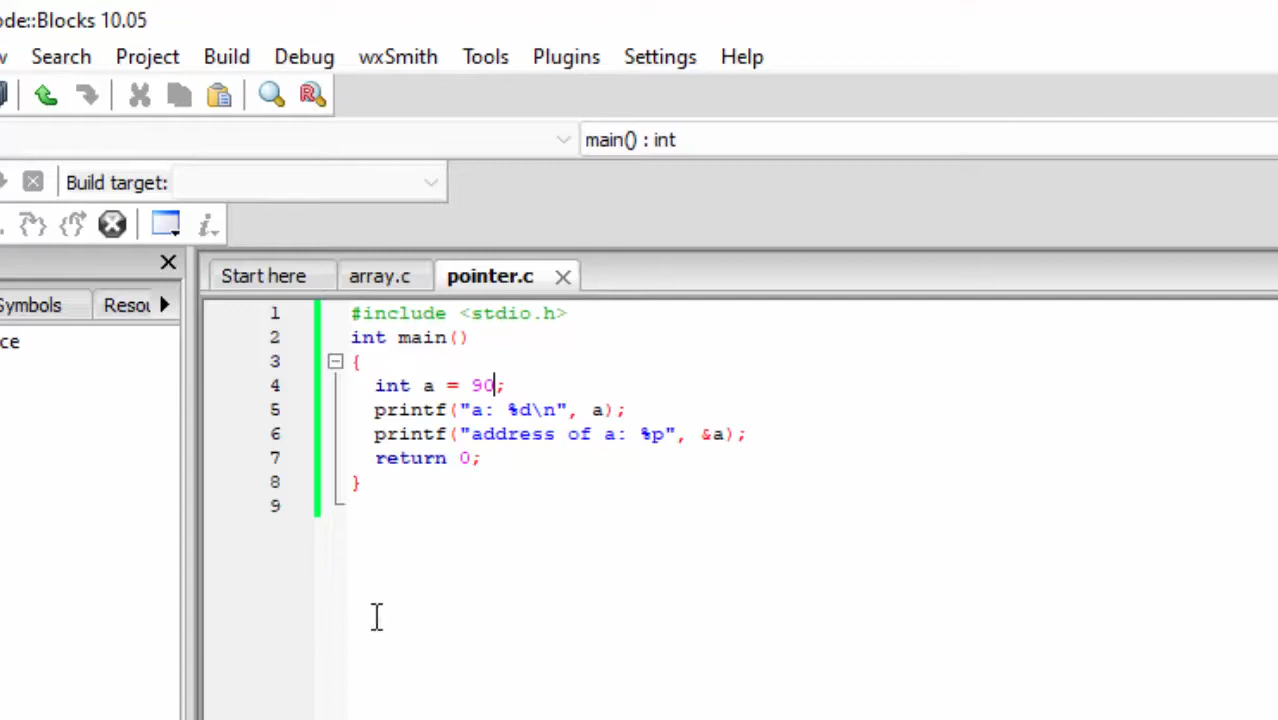 ode::Blocks 10.05
w Search Project Build Debug wxSmith Tools Plugins Settings Help
main() : int
Build target:
Start here array.c pointer.c
Symbols Resou
ce
1 #include <stdio.h>
2 int main()
3 {
4 int a = 90;
5 printf("a: %d\n", a);
6 printf("address of a: %p", &a);
7 return 0;
8 }
9